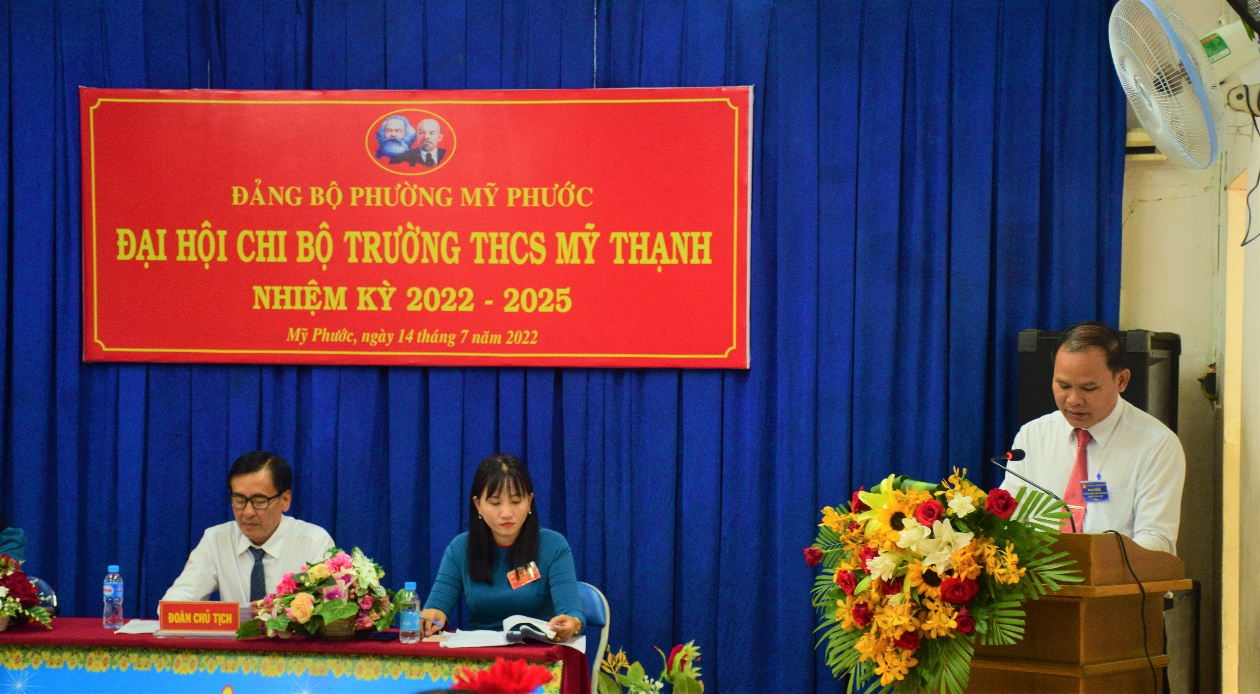 ĐẢNG BỘ PHƯỜNG MỸ PHƯỚC
ĐẠI HỘI CHI BỘ TRƯỜNG THCS MỸ THẠNH
NHIỆM KỲ 2022 - 2025
Mỹ Phước, ngày 14 tháng 7 năm 2022
ĐOÀN CHỦ TỊCH